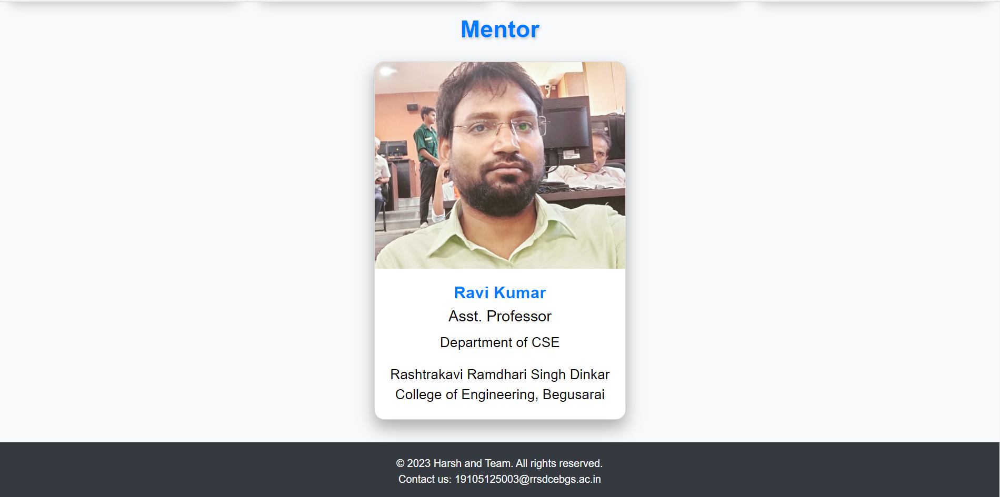 Mentor
Ravi Kumar
Asst. Professor
Department of CSE
Rashtrakavi Ramdhari Singh Dinkar
College of Engineering, Begusarai
© 2023 Harsh and Team. All rights reserved.
Contact us: 19105125003@rrsdcebgs.ac.in